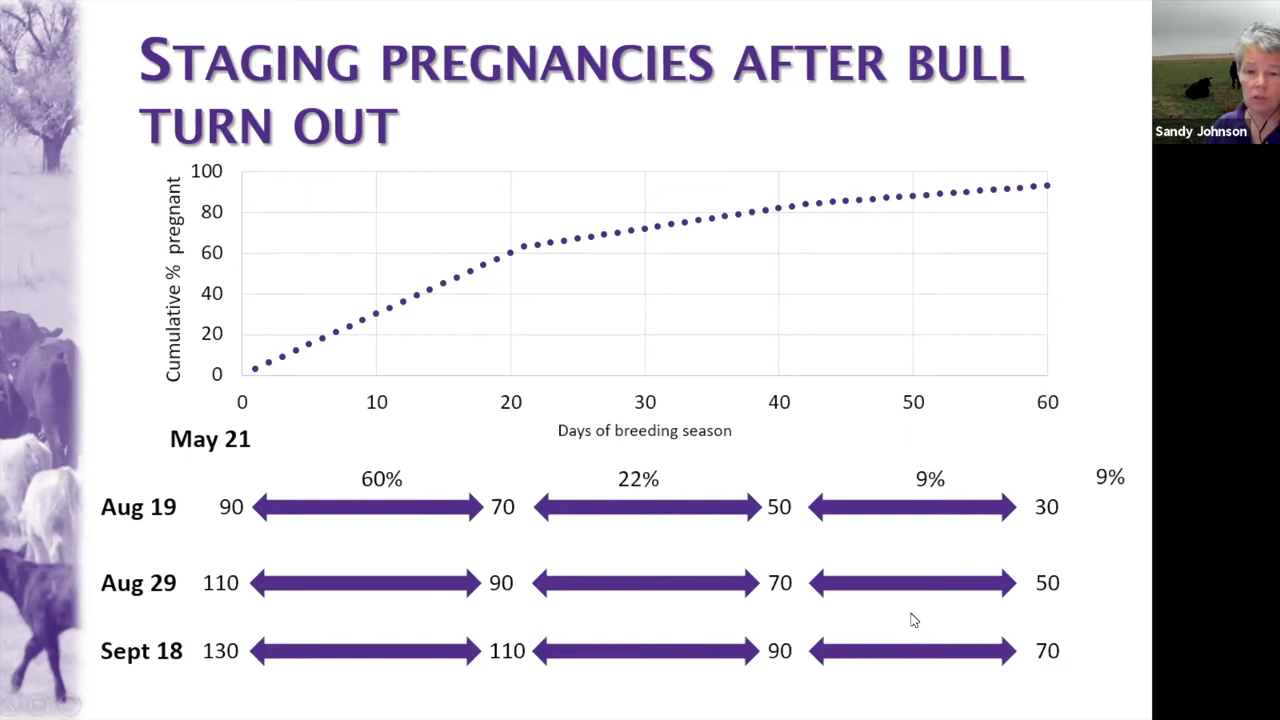 STAGING PREGNANCIES AFTER BULL
TURN OUT
Sandy Johnson
Cumulative % pregnant
100
80
60
40
20
0
0 10 20 30 40 50 60
Days of breeding season
May 21
60% 22% 9% 9%
Aug 19 90 70 50 30
Aug 29 110 90 70 50
Sept 18 130 110 90 70